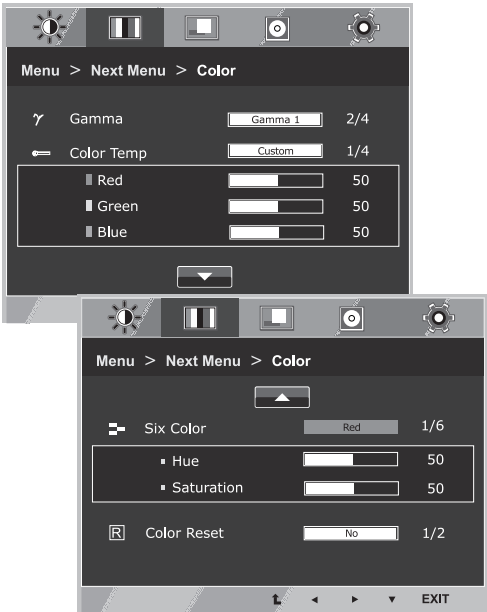 Menu > Next Menu > Color
γ Gamma Gamma 1 2/4
Color Temp Custom 1/4
Red 50
Green 50
Blue 50
Menu > Next Menu > Color
Six Color Red 1/6
Hue 50
Saturation 50
R Color Reset No 1/2
EXIT